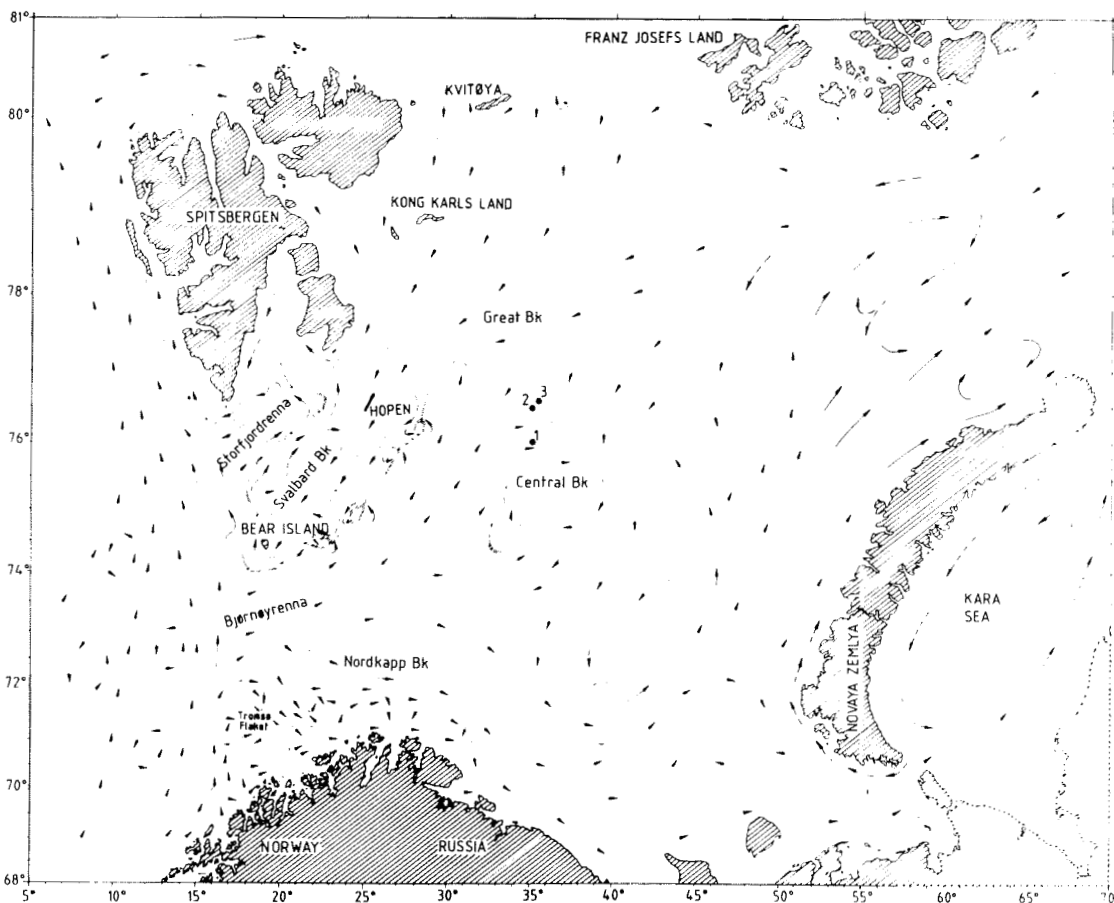 81°
FRANZ JOSEFS LAND
KVITØYA
80°
KONG KARLS LAND
SPITSBERGEN
78°
Great Bk
3
2
HOPEN
76°
1
Storfjordrenna
Svalbard Bk
Central Bk
BEAR ISLAND
74°
KARA
SEA
Bjørnøyrenna
NOVAYA ZEMLYA
Nordkapp Bk
72°
Tromsø
Flaket
70°
NORWAY
RUSSIA
68°
5° 10° 15° 20° 25° 30° 35° 40° 45° 50° 55° 60° 65° 70